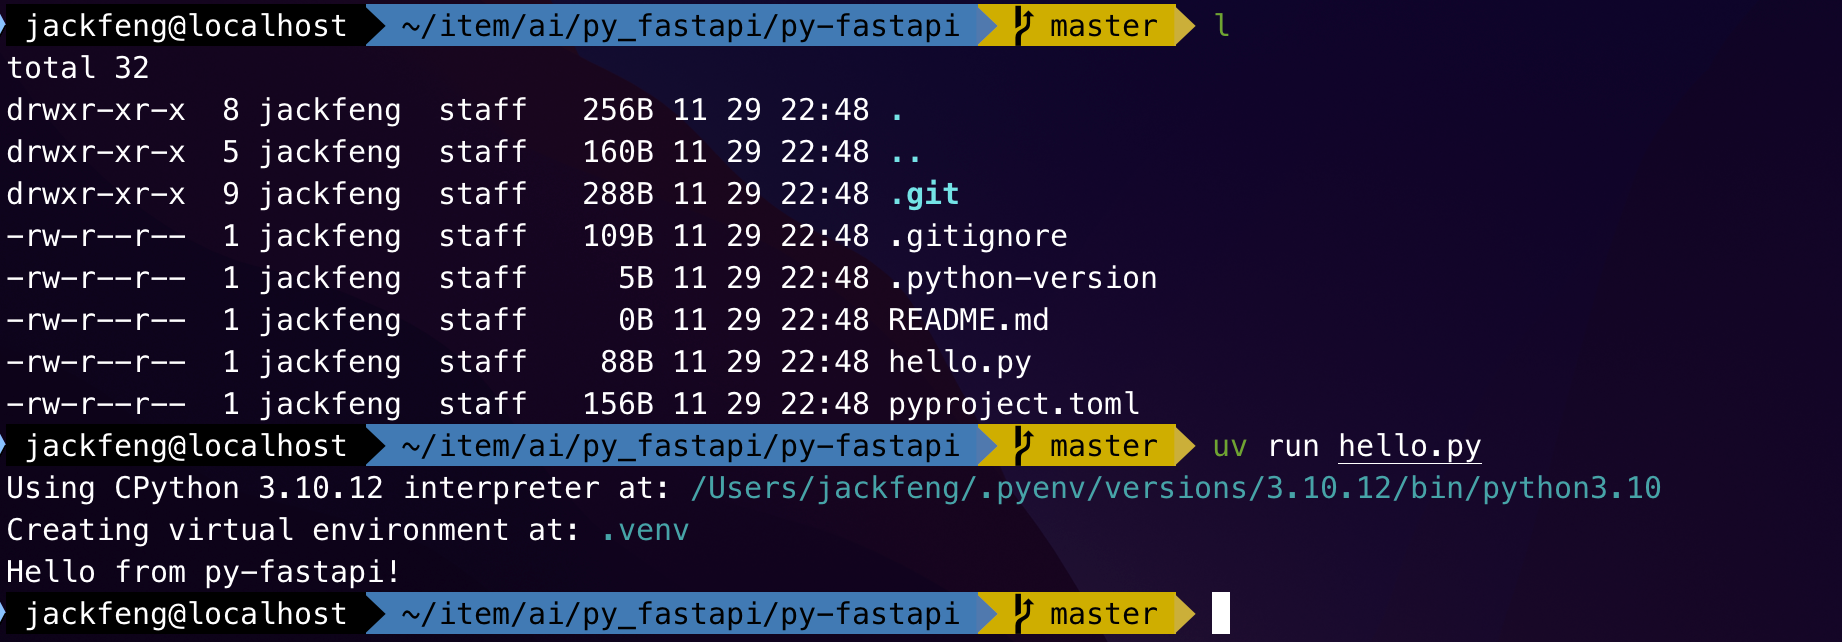 jackfeng@localhost ~/item/ai/py_fastapi/py-fastapi master l
total 32
drwxr-xr-x  8 jackfeng  staff   256B 11 29 22:48 .
drwxr-xr-x  5 jackfeng  staff   160B 11 29 22:48 ..
drwxr-xr-x  9 jackfeng  staff   288B 11 29 22:48 .git
-rw-r--r--  1 jackfeng  staff   109B 11 29 22:48 .gitignore
-rw-r--r--  1 jackfeng  staff     5B 11 29 22:48 .python-version
-rw-r--r--  1 jackfeng  staff     0B 11 29 22:48 README.md
-rw-r--r--  1 jackfeng  staff    88B 11 29 22:48 hello.py
-rw-r--r--  1 jackfeng  staff   156B 11 29 22:48 pyproject.toml
jackfeng@localhost ~/item/ai/py_fastapi/py-fastapi master uv run hello.py
Using CPython 3.10.12 interpreter at: /Users/jackfeng/.pyenv/versions/3.10.12/bin/python3.10
Creating virtual environment at: .venv
Hello from py-fastapi!
jackfeng@localhost ~/item/ai/py_fastapi/py-fastapi master